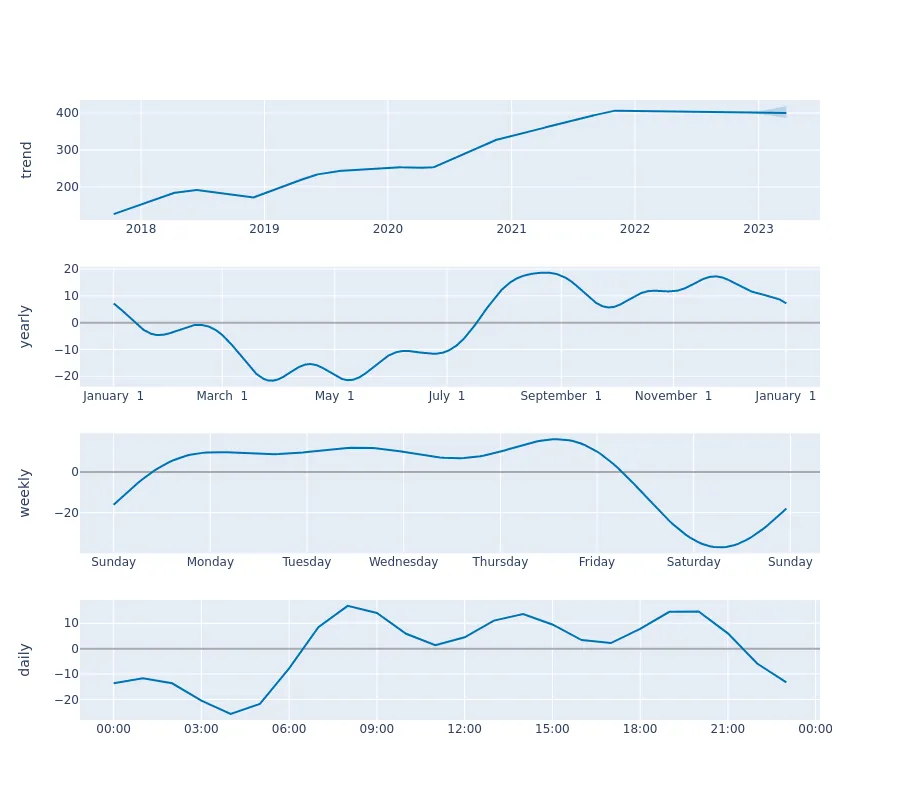 trend
400
300
200
2018 2019 2020 2021 2022 2023
yearly
20
10
0
−10
−20
January 1 March 1 May 1 July 1 September 1 November 1 January 1
weekly
0
−20
Sunday Monday Tuesday Wednesday Thursday Friday Saturday Sunday
daily
10
0
−10
−20
00:00 03:00 06:00 09:00 12:00 15:00 18:00 21:00 00:00